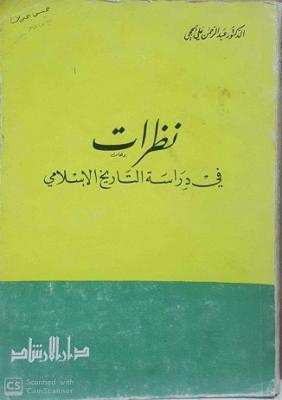 الدكتور عبد الرحمن علي الحجي
نظرات
في دراسة التاريخ الإسلامي
دار الإرشاد
CS
Scanned with
CamScanner